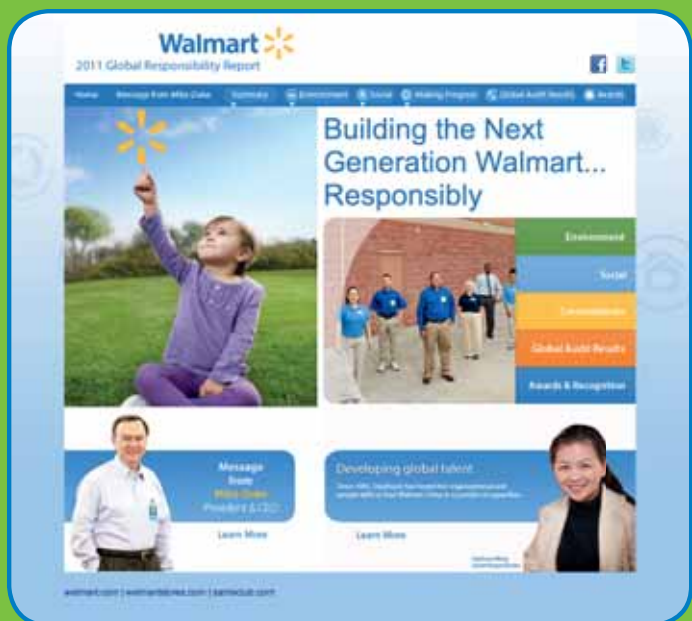 Walmart
2011 Global Responsibility Report
f
t
Home Message from Mike Duke Summary Environment Social Making Progress Global Audit Results Awards
Building the Next
Generation Walmart...
Responsibly
Environment
Social
Global Audit Results
Awards & Recognition
Message
from
Mike Duke
President & CEO
Learn More
Developing global talent
Learn More
walmart.com | walmartstores.com | samsclub.com